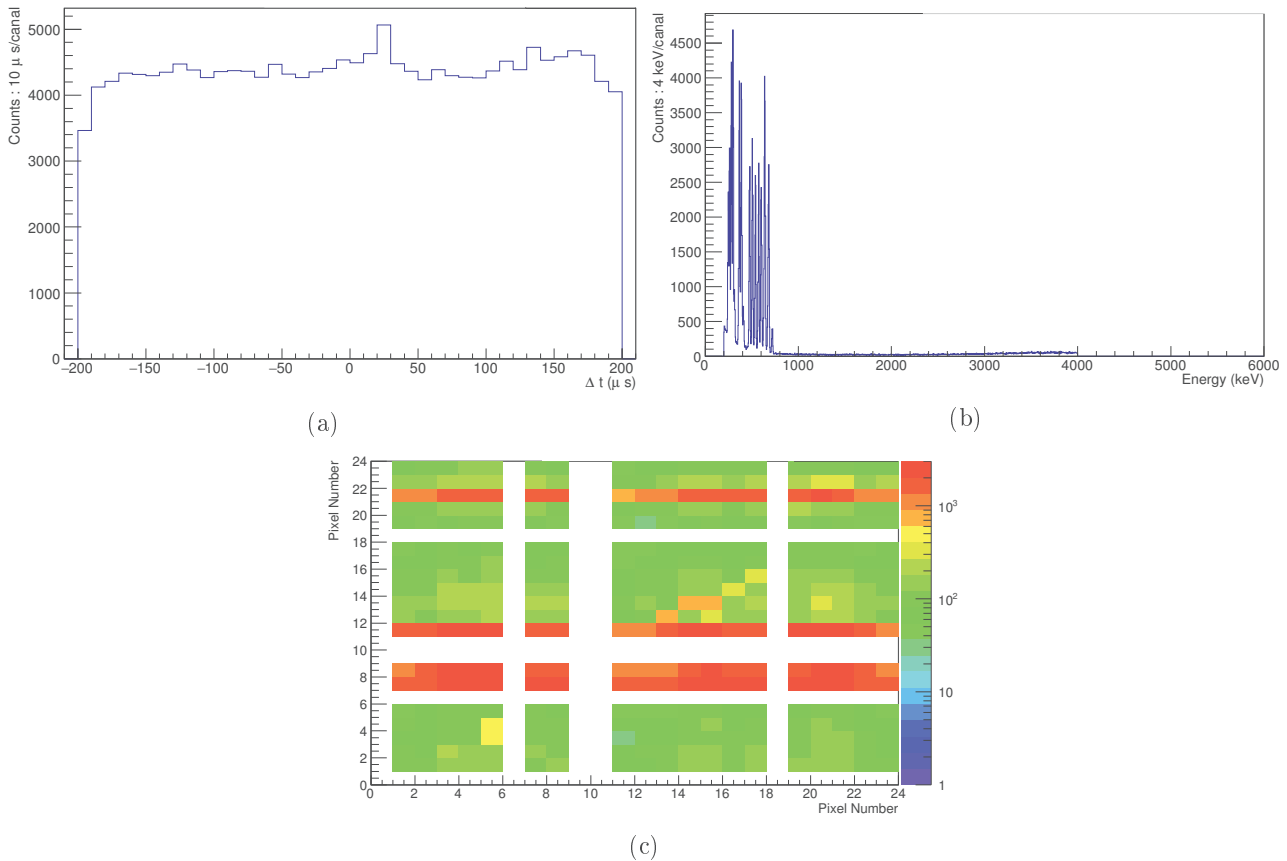 5000
4000
3000
2000
1000
0
Counts : 10 μ s/canal
−200 −150 −100 −50 0 50 100 150 200
Δ t (μ s)
(a)
4500
4000
3500
3000
2500
2000
1500
1000
500
0
Counts : 4 keV/canal
0 1000 2000 3000 4000 5000 6000
Energy (keV)
(b)
24
22
20
18
16
14
12
10
8
6
4
2
0
Pixel Number
0 2 4 6 8 10 12 14 16 18 20 22 24
Pixel Number
10³
10²
10
1
(c)